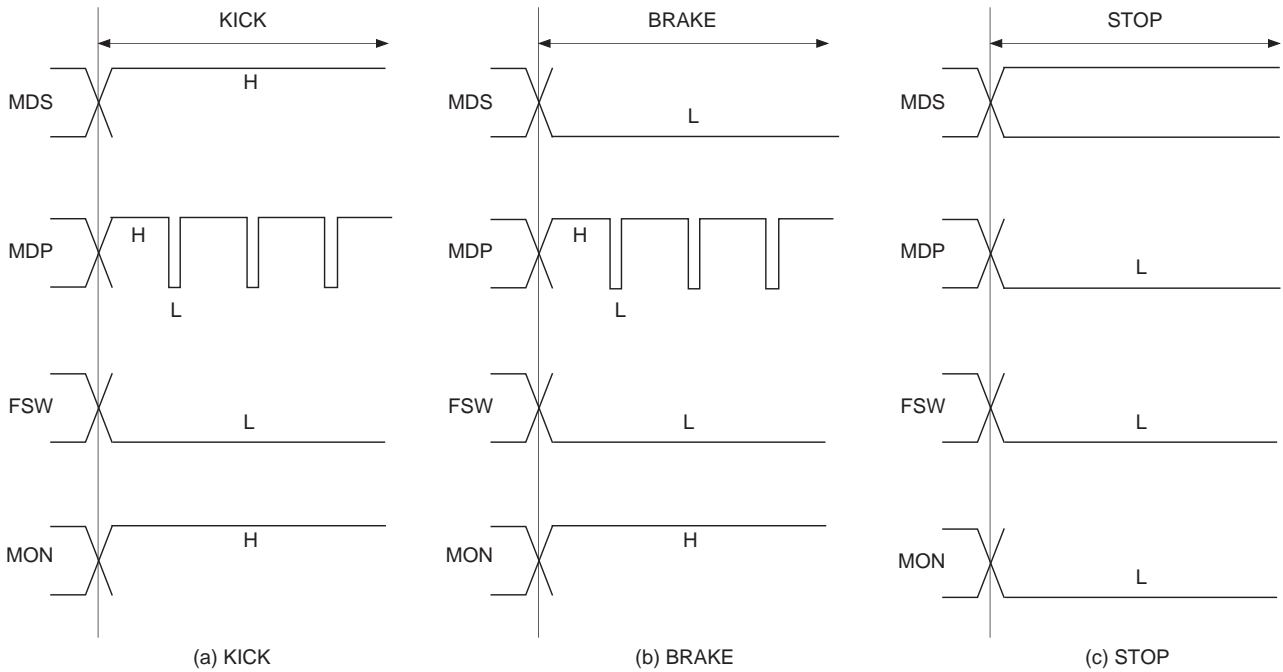 KICK
BRAKE
STOP
MDS
H
MDS
L
MDS
MDP
H
L
MDP
H
L
MDP
L
FSW
L
FSW
L
FSW
L
MON
H
MON
H
MON
L
(a) KICK
(b) BRAKE
(c) STOP